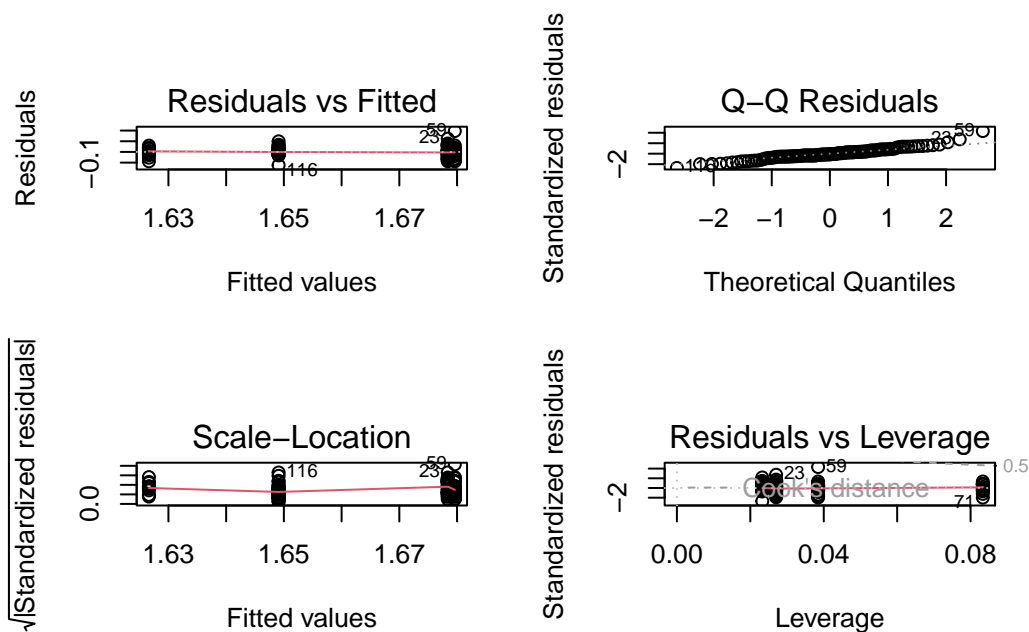 Residuals vs Fitted
Residuals
−0.1
59
23
116
1.63 1.65 1.67
Fitted values
Q−Q Residuals
Standardized residuals
−2
23 59
116
−2 −1 0 1 2
Theoretical Quantiles
Scale−Location
√|Standardized residuals|
0.0
116
59
23
1.63 1.65 1.67
Fitted values
Residuals vs Leverage
Standardized residuals
−2
23 59
0.5
Cook's distance
71
0.00 0.04 0.08
Leverage